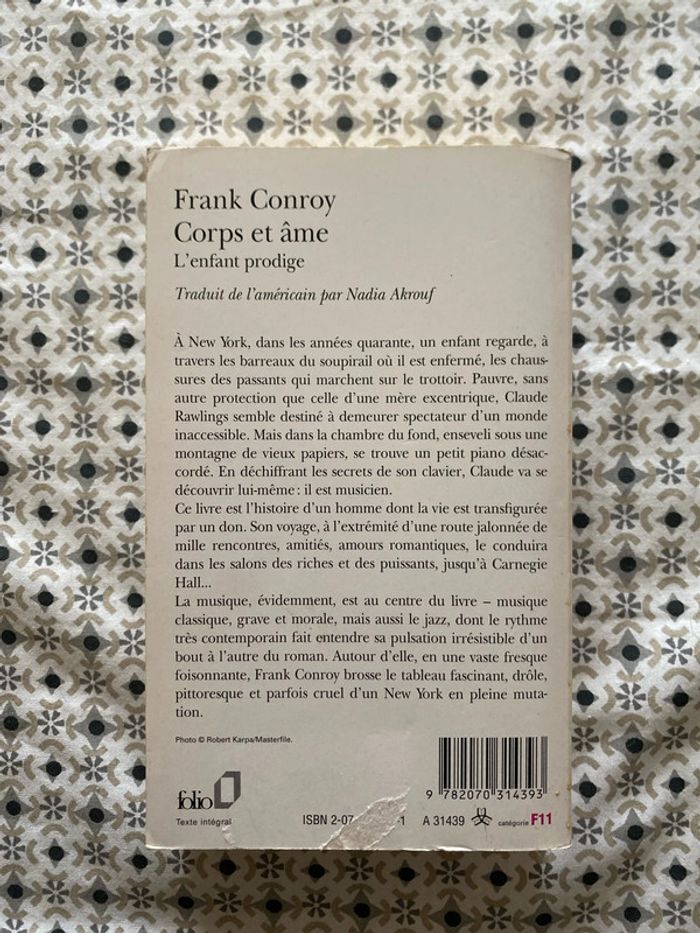 Frank Conroy
Corps et âme
L'enfant prodige
Traduit de l'américain par Nadia Akrouf
À New York, dans les années quarante, un enfant regarde, à
travers les barreaux du soupirail où il est enfermé, les chaus-
sures des passants qui marchent sur le trottoir. Pauvre, sans
autre protection que celle d'une mère excentrique, Claude
Rawlings semble destiné à demeurer spectateur d'un monde
inaccessible. Mais dans la chambre du fond, enseveli sous une
montagne de vieux papiers, se trouve un petit piano désac-
cordé. En déchiffrant les secrets de son clavier, Claude va se
découvrir lui-même : il est musicien.
Ce livre est l'histoire d'un homme dont la vie est transfigurée
par un don. Son voyage, à l'extrémité d'une route jalonnée de
mille rencontres, amitiés, amours romantiques, le conduira
dans les salons des riches et des puissants, jusqu'à Carnegie
Hall...
La musique, évidemment, est au centre du livre – musique
classique, grave et morale, mais aussi le jazz, dont le rythme
très contemporain fait entendre sa pulsation irrésistible d'un
bout à l'autre du roman. Autour d'elle, en une vaste fresque
foisonnante, Frank Conroy brosse le tableau fascinant, drôle,
pittoresque et parfois cruel d'un New York en pleine muta-
tion.
Photo © Robert Karpa/Masterfile.
9 782070 314393
folio
Texte intégral
ISBN 2-07 -1 A 31439 catégorie F11